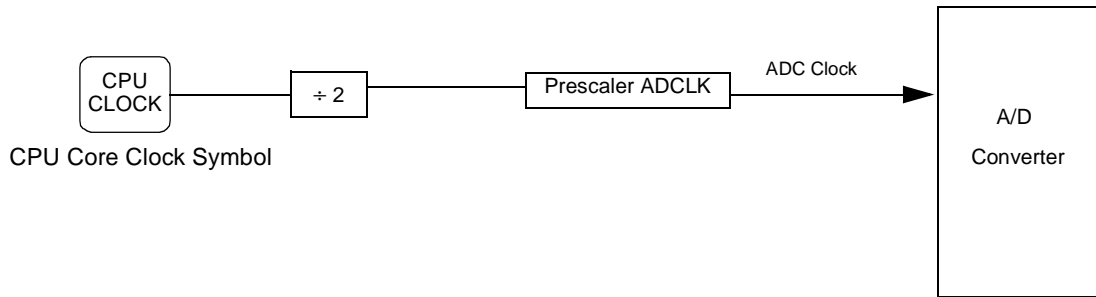 CPU
CLOCK
÷ 2
Prescaler ADCLK
ADC Clock
A/D
Converter
CPU Core Clock Symbol